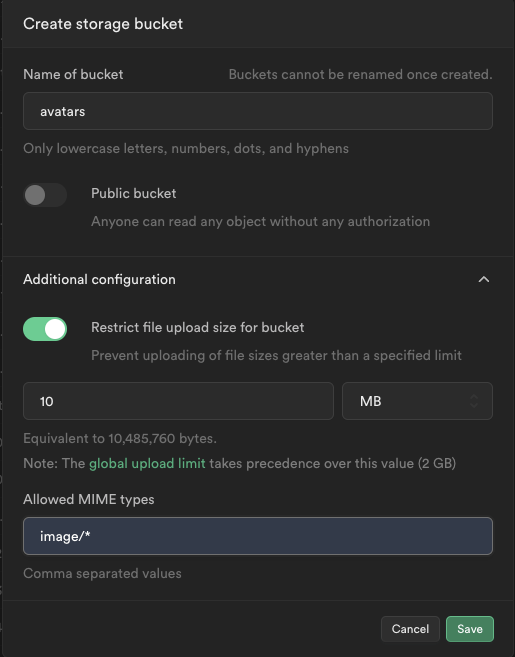 Create storage bucket
Name of bucket
Buckets cannot be renamed once created.
avatars
Only lowercase letters, numbers, dots, and hyphens
Public bucket
Anyone can read any object without any authorization
Additional configuration
Restrict file upload size for bucket
Prevent uploading of file sizes greater than a specified limit
10
MB
Equivalent to 10,485,760 bytes.
Note: The global upload limit takes precedence over this value (2 GB)
Allowed MIME types
image/*
Comma separated values
Cancel
Save